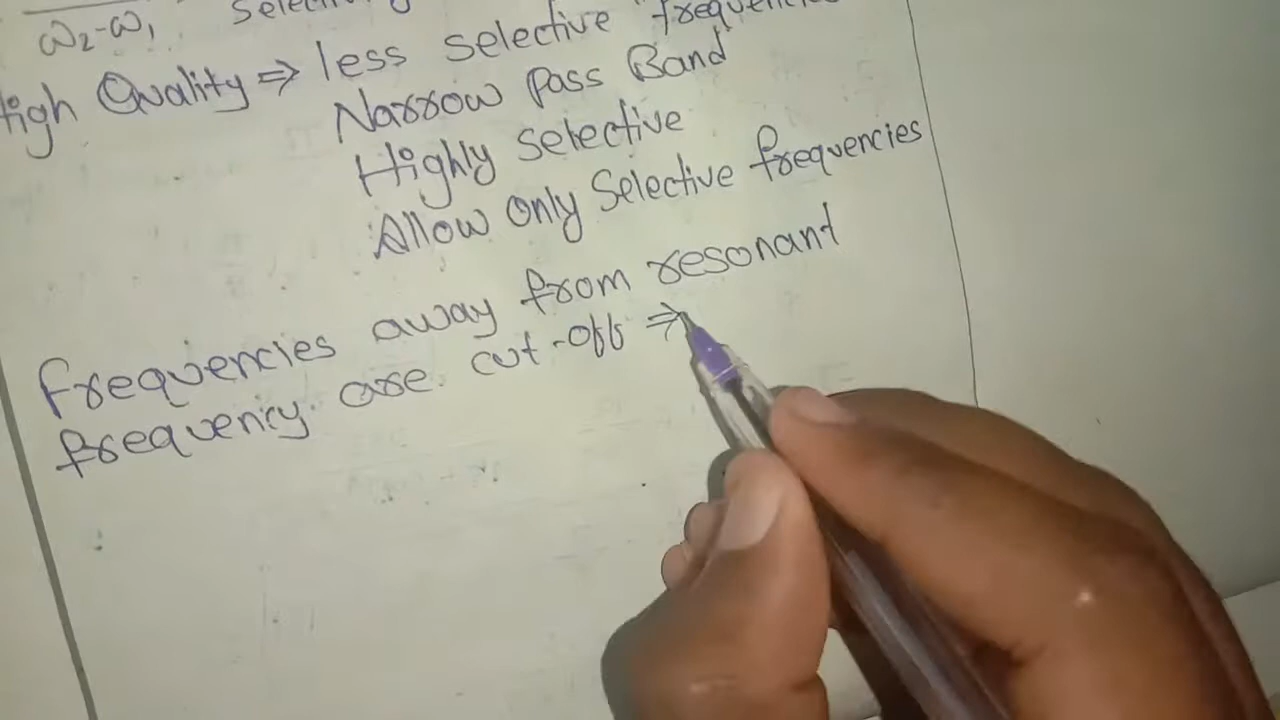 ω₂-ω₁
High Quality ⇒ less selective frequencies
Narrow pass Band
Highly selective
Allow only selective frequencies
Frequencies away from resonant
frequency are cut-off ⇒